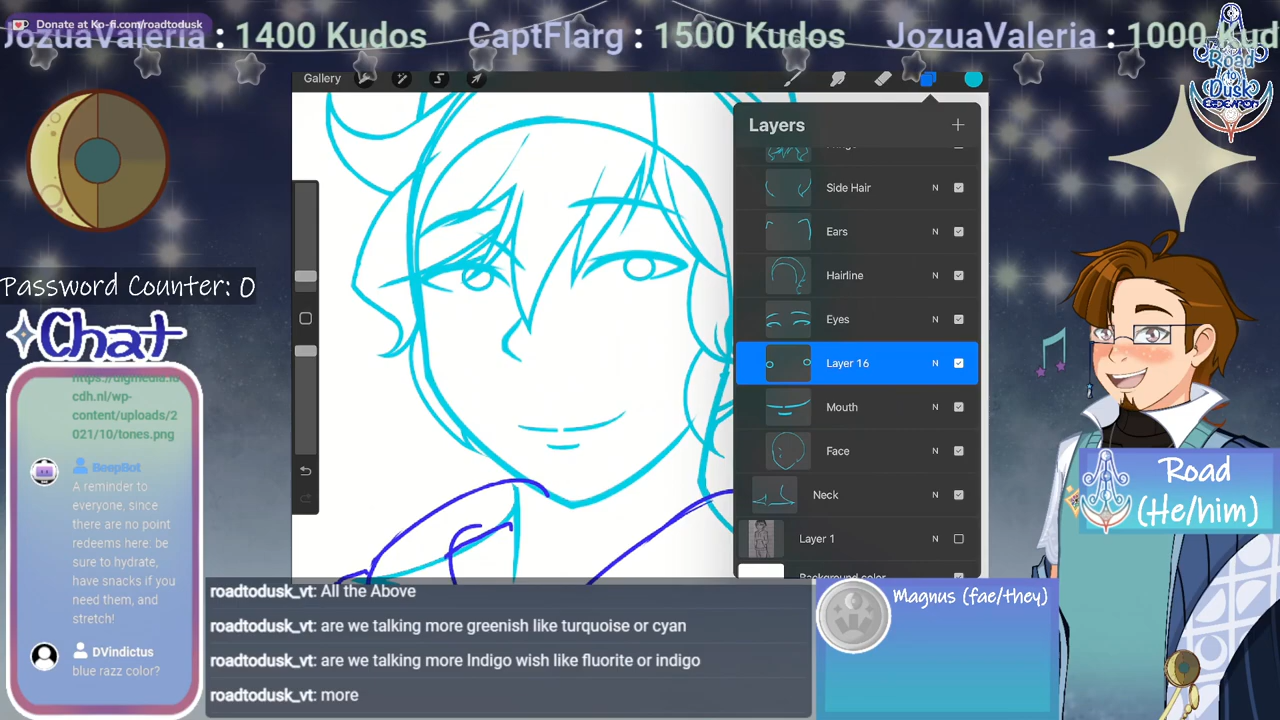 Donate at Ko-fi.com/roadtodusk
JozuaValeria : 1400 Kudos CaptFlarg : 1500 Kudos JozuaValeria : 1000 Kud
Road
to
Dusk
Gallery
Layers
Side Hair N
Ears N
Hairline N
Eyes N
Layer 16 N
Mouth N
Face N
Neck N
Layer 1 N
Background color
Password Counter: 0
Chat
cdh.nl/wp-
content/uploads/2
021/10/tones.png
BeepBot
A reminder to
everyone, since
there are no point
redeems here: be
sure to hydrate,
have snacks if you
need them, and
stretch!
DVindictus
blue razz color?
roadtodusk_vt: All the Above
roadtodusk_vt: are we talking more greenish like turquoise or cyan
roadtodusk_vt: are we talking more Indigo wish like fluorite or indigo
roadtodusk_vt: more
Magnus (fae/they)
Road
(He/him)